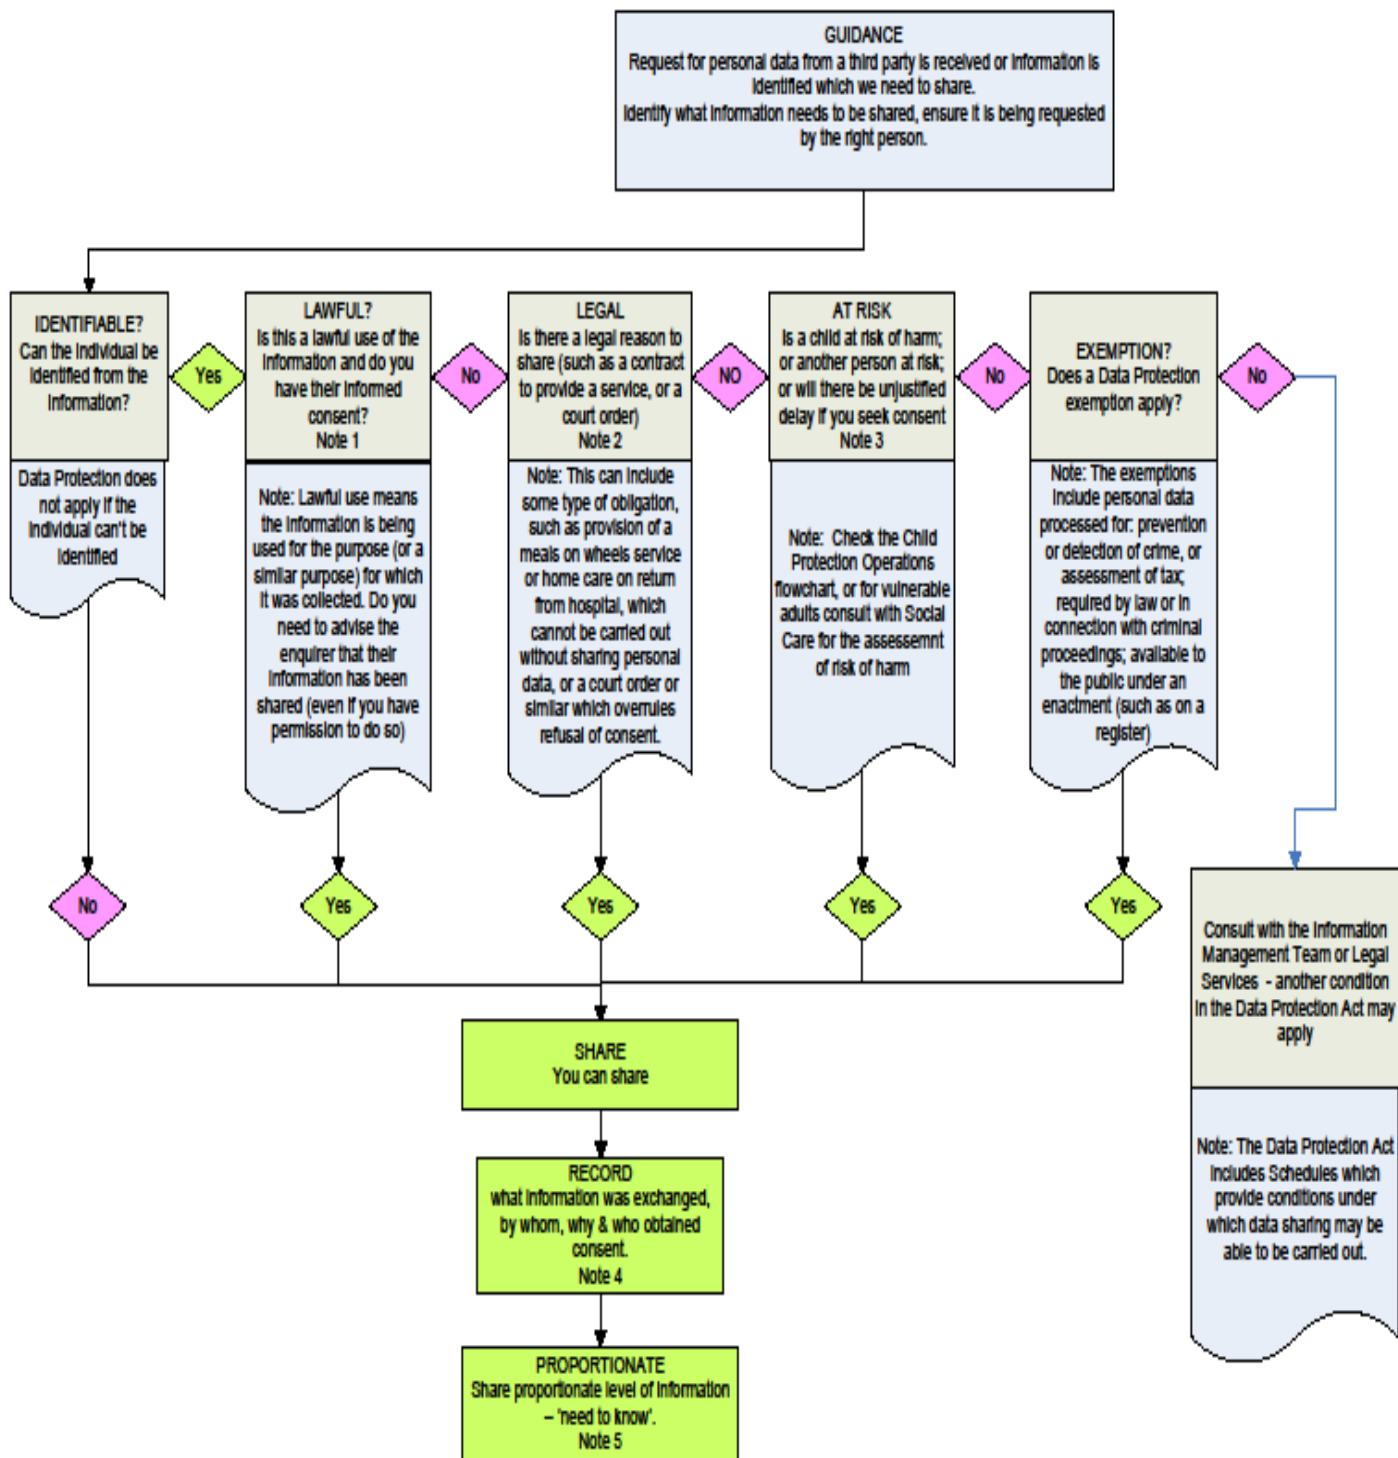 GUIDANCE
Request for personal data from a third party is received or information is
identified which we need to share.
Identify what information needs to be shared, ensure it is being requested
by the right person.
IDENTIFIABLE?
Can the individual be
identified from the
information?
Data Protection does
not apply if the
individual can't be
identified
Yes
LAWFUL?
Is this a lawful use of the
information and do you
have their informed
consent?
Note 1
Note: Lawful use means
the information is being
used for the purpose (or a
similar purpose) for which
it was collected. Do you
need to advise the
enquirer that their
information has been
shared (even if you have
permission to do so)
No
LEGAL
Is there a legal reason to
share (such as a contract
to provide a service, or a
court order)
Note 2
Note: This can include
some type of obligation,
such as provision of a
meals on wheels service
or home care on return
from hospital, which
cannot be carried out
without sharing personal
data, or a court order or
similar which overrules
refusal of consent.
NO
AT RISK
Is a child at risk of harm;
or another person at risk;
or will there be unjustified
delay if you seek consent
Note 3
Note: Check the Child
Protection Operations
flowchart, or for vulnerable
adults consult with Social
Care for the assessemnt
of risk of harm
No
EXEMPTION?
Does a Data Protection
exemption apply?
Note: The exemptions
include personal data
processed for: prevention
or detection of crime, or
assessment of tax;
required by law or in
connection with criminal
proceedings; available to
the public under an
enactment (such as on a
register)
No
No
Yes
Yes
Yes
Yes
Consult with the Information
Management Team or Legal
Services - another condition
in the Data Protection Act may
apply
Note: The Data Protection Act
includes Schedules which
provide conditions under
which data sharing may be
able to be carried out.
SHARE
You can share
RECORD
what information was exchanged,
by whom, why & who obtained
consent.
Note 4
PROPORTIONATE
Share proportionate level of information
– 'need to know'.
Note 5